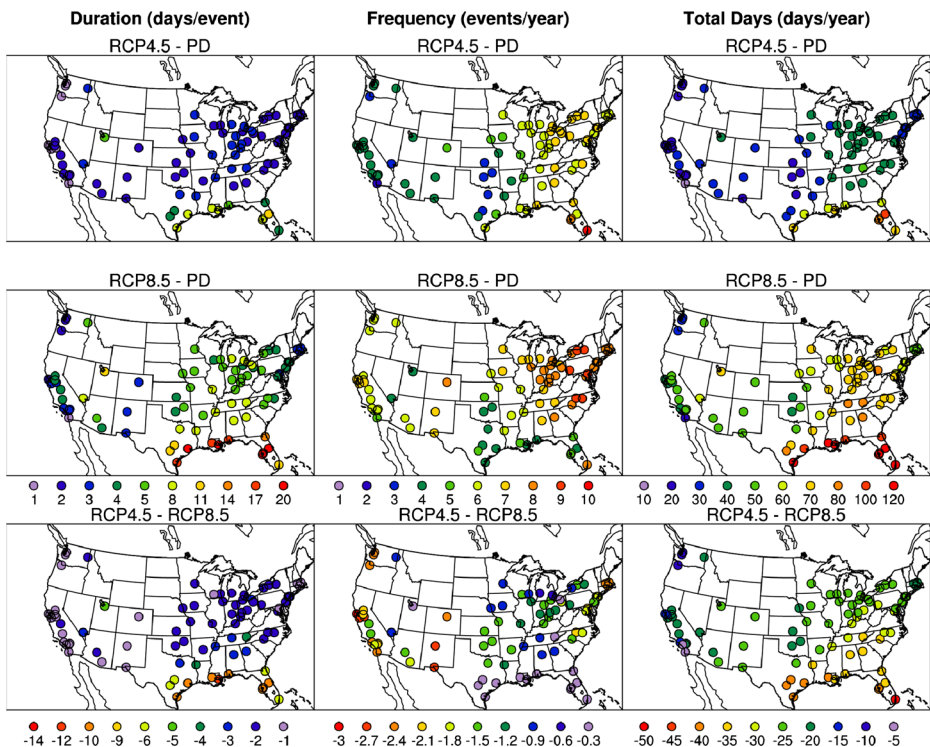 Duration (days/event) Frequency (events/year) Total Days (days/year)
RCP4.5 - PD RCP4.5 - PD RCP4.5 - PD
RCP8.5 - PD RCP8.5 - PD RCP8.5 - PD
1 2 3 4 5 8 11 14 17 20 1 2 3 4 5 6 7 8 9 10 10 20 30 40 50 60 70 80 100 120
RCP4.5 - RCP8.5 RCP4.5 - RCP8.5 RCP4.5 - RCP8.5
-14 -12 -10 -9 -6 -5 -4 -3 -2 -1 -3 -2.7 -2.4 -2.1 -1.8 -1.5 -1.2 -0.9 -0.6 -0.3 -50 -45 -40 -35 -30 -25 -20 -15 -10 -5